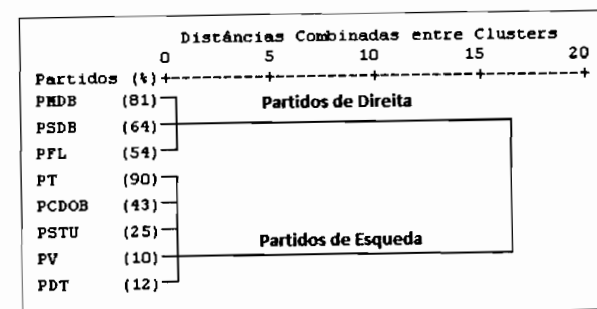 Distâncias Combinadas entre Clusters
0 5 10 15 20
Partidos (%) +---------+---------+---------+---------+
PMDB (81) Partidos de Direita
PSDB (64)
PFL (54)
PT (90)
PCDOB (43)
PSTU (25) Partidos de Esqueda
PV (10)
PDT (12)